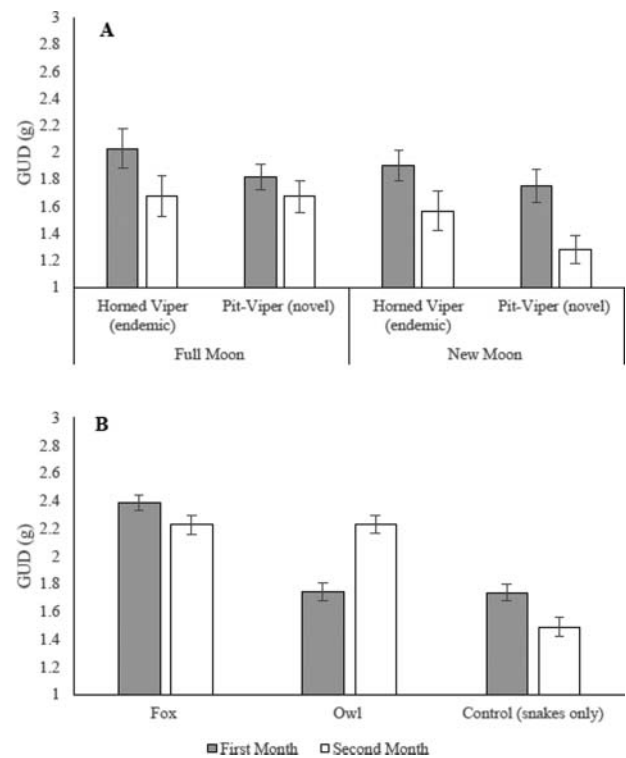 A
3
2.8
2.6
2.4
2.2
2
1.8
1.6
1.4
1.2
1
GUD (g)
Horned Viper (endemic)
Pit-Viper (novel)
Horned Viper (endemic)
Pit-Viper (novel)
Full Moon
New Moon
B
3
2.8
2.6
2.4
2.2
2
1.8
1.6
1.4
1.2
1
GUD (g)
Fox
Owl
Control (snakes only)
First Month
Second Month